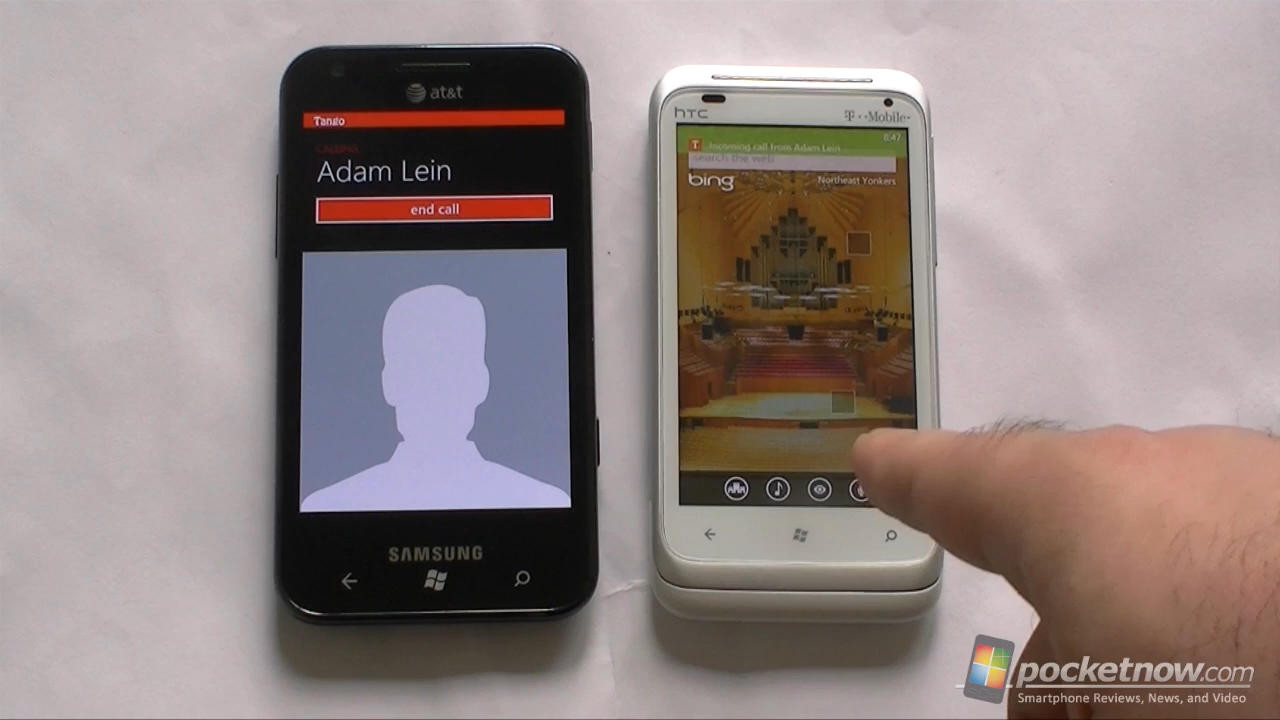 at&t
Tango
CALLING
Adam Lein
end call
SAMSUNG
hTC
T··Mobile·
8:47
T
Incoming call from Adam Lein
search the web
bing
Northeast Yonkers
pocketnow.com
Smartphone Reviews, News, and Video